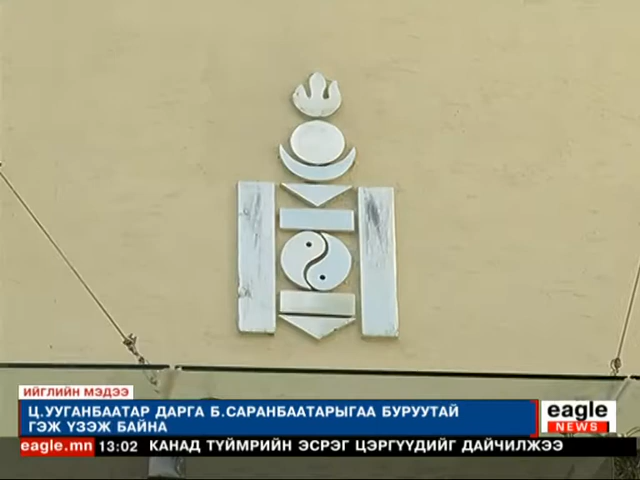 ИЙГЛИЙН МЭДЭЭ
Ц.УУГАНБААТАР ДАРГА Б.САРАНБААТАРЫГАА БУРУУТАЙ
ГЭЖ ҮЗЭЖ БАЙНА
eagle
NEWS
eagle.mn 13:02 КАНАД ТҮЙМРИЙН ЭСРЭГ ЦЭРГҮҮДИЙГ ДАЙЧИЛЖЭЭ